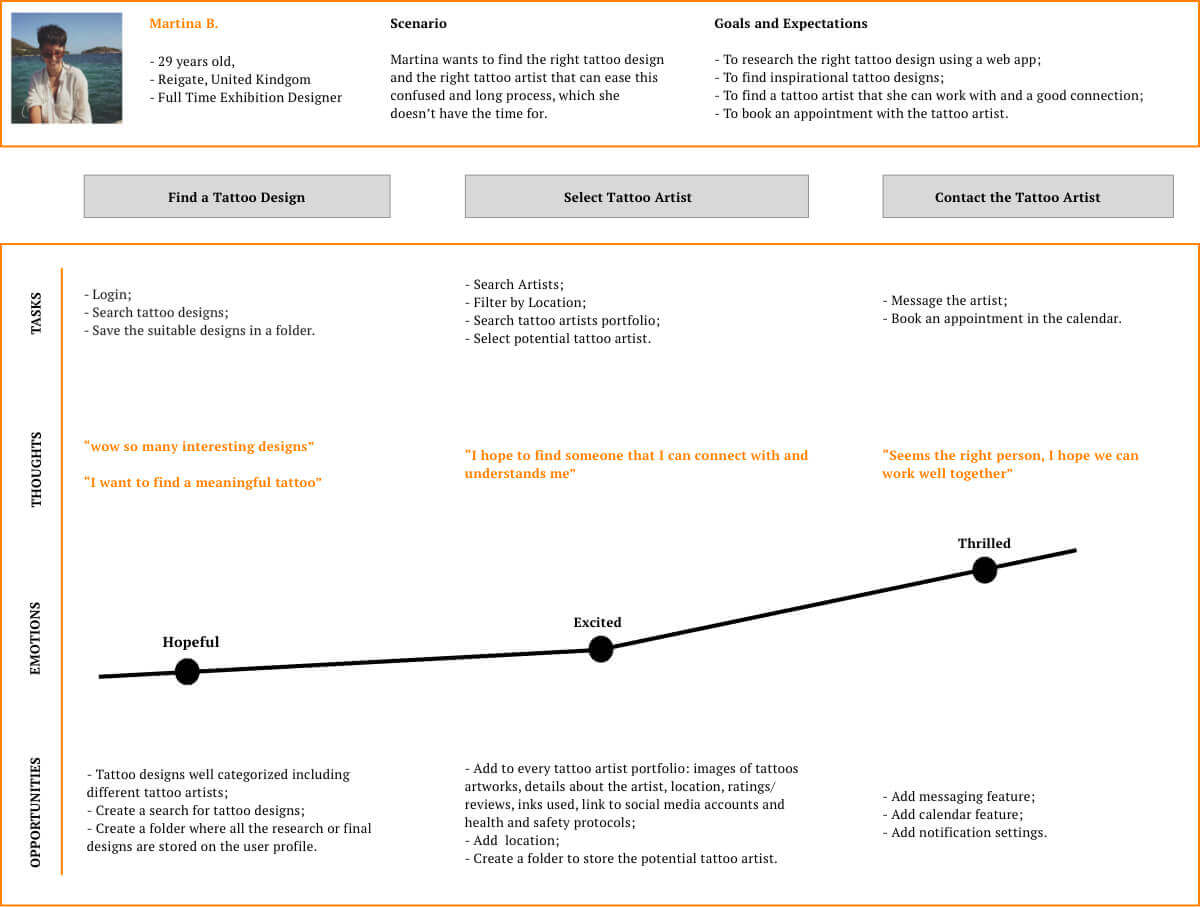 Martina B.
- 29 years old,
- Reigate, United Kindgom
- Full Time Exhibition Designer
Scenario
Martina wants to find the right tattoo design
and the right tattoo artist that can ease this
confused and long process, which she
doesn't have the time for.
Goals and Expectations
- To research the right tattoo design using a web app;
- To find inspirational tattoo designs;
- To find a tattoo artist that she can work with and a good connection;
- To book an appointment with the tattoo artist.
Find a Tattoo Design
Select Tattoo Artist
Contact the Tattoo Artist
TASKS
- Login;
- Search tattoo designs;
- Save the suitable designs in a folder.
- Search Artists;
- Filter by Location;
- Search tattoo artists portfolio;
- Select potential tattoo artist.
- Message the artist;
- Book an appointment in the calendar.
THOUGHTS
“wow so many interesting designs”
“I want to find a meaningful tattoo”
“I hope to find someone that I can connect with and
understands me”
“Seems the right person, I hope we can
work well together”
EMOTIONS
Hopeful
Excited
Thrilled
OPPORTUNITIES
- Tattoo designs well categorized including
different tattoo artists;
- Create a search for tattoo designs;
- Create a folder where all the research or final
designs are stored on the user profile.
- Add to every tattoo artist portfolio: images of tattoos
artworks, details about the artist, location, ratings/
reviews, inks used, link to social media accounts and
health and safety protocols;
- Add  location;
- Create a folder to store the potential tattoo artist.
- Add messaging feature;
- Add calendar feature;
- Add notification settings.